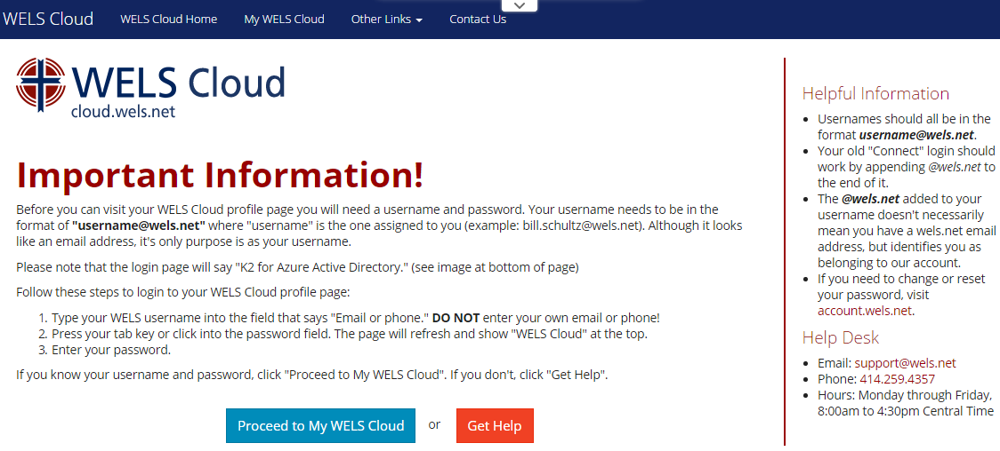 WELS Cloud
WELS Cloud Home
My WELS Cloud
Other Links
Contact Us
WELS Cloud
cloud.wels.net
Important Information!
Before you can visit your WELS Cloud profile page you will need a username and password. Your username needs to be in the
format of "username@wels.net" where "username" is the one assigned to you (example: bill.schultz@wels.net). Although it looks
like an email address, it's only purpose is as your username.
Please note that the login page will say "K2 for Azure Active Directory." (see image at bottom of page)
Follow these steps to login to your WELS Cloud profile page:
1. Type your WELS username into the field that says "Email or phone." DO NOT enter your own email or phone!
2. Press your tab key or click into the password field. The page will refresh and show "WELS Cloud" at the top.
3. Enter your password.
If you know your username and password, click "Proceed to My WELS Cloud". If you don't, click "Get Help".
Proceed to My WELS Cloud
or
Get Help
Helpful Information
• Usernames should all be in the
format username@wels.net.
• Your old "Connect" login should
work by appending @wels.net to
the end of it.
• The @wels.net added to your
username doesn't necessarily
mean you have a wels.net email
address, but identifies you as
belonging to our account.
• If you need to change or reset
your password, visit
account.wels.net.
Help Desk
• Email: support@wels.net
• Phone: 414.259.4357
• Hours: Monday through Friday,
8:00am to 4:30pm Central Time